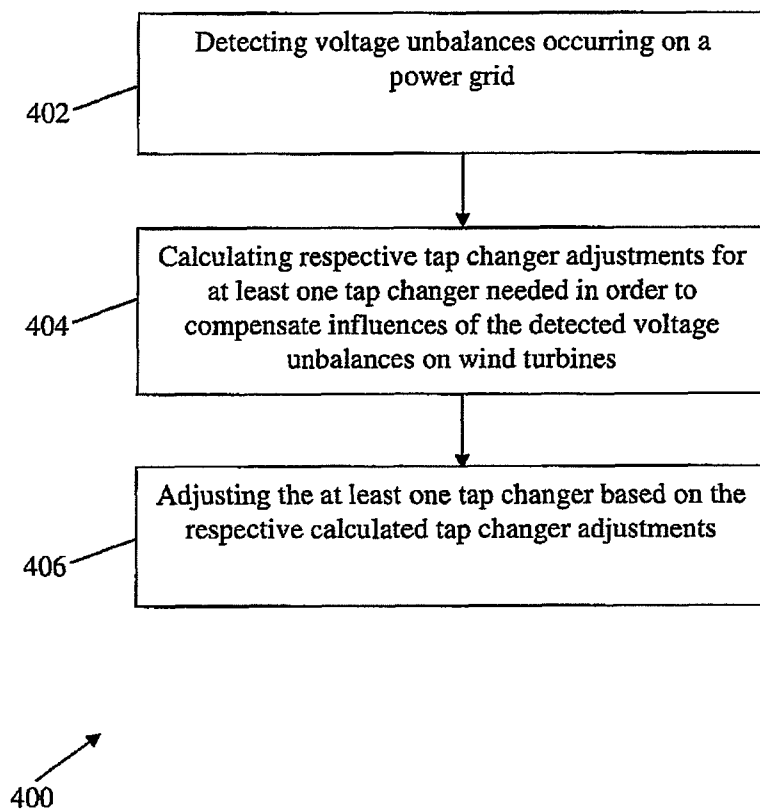 Detecting voltage unbalances occurring on a
power grid
402
Calculating respective tap changer adjustments for
at least one tap changer needed in order to
compensate influences of the detected voltage
unbalances on wind turbines
404
Adjusting the at least one tap changer based on the
respective calculated tap changer adjustments
406
400